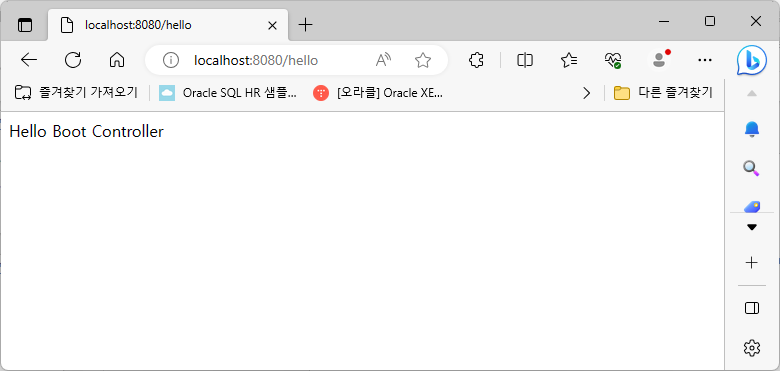 localhost:8080/hello
localhost:8080/hello
즐겨찾기 가져오기 Oracle SQL HR 샘플... [오라클] Oracle XE... 다른 즐겨찾기
Hello Boot Controller